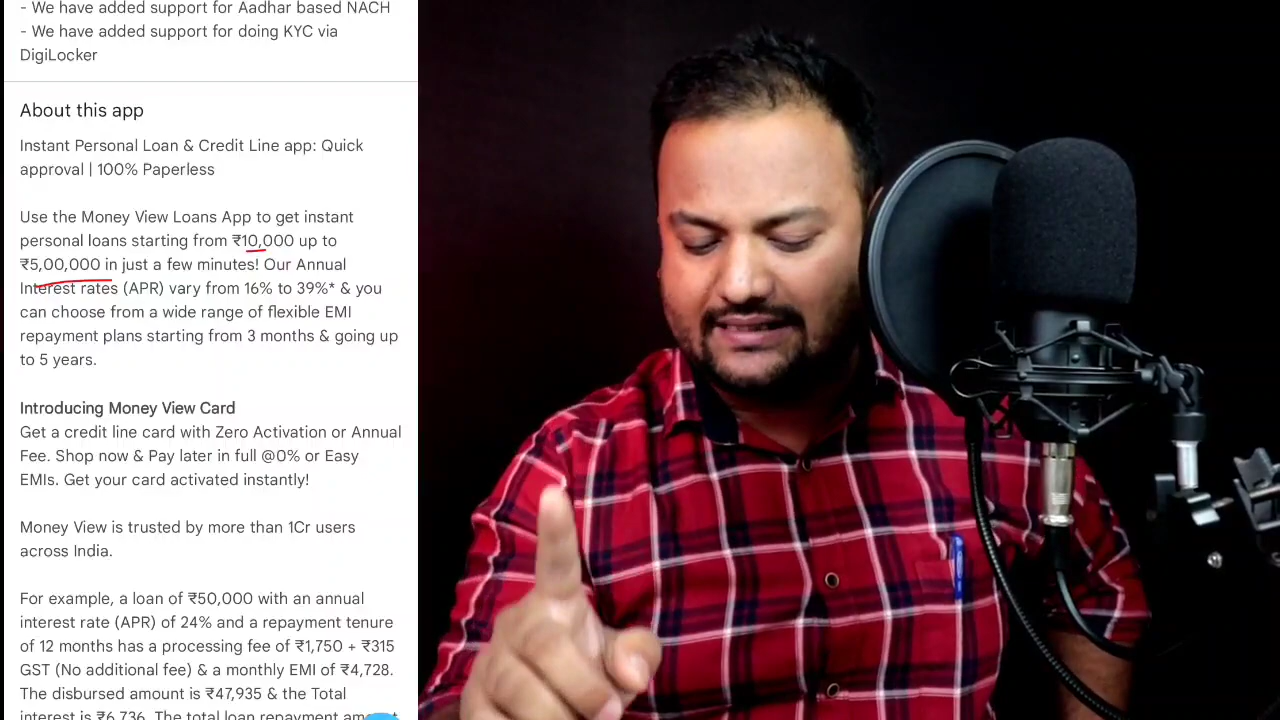 - We have added support for Aadhar based NACH
- We have added support for doing KYC via
DigiLocker
About this app
Instant Personal Loan & Credit Line app: Quick
approval | 100% Paperless
Use the Money View Loans App to get instant
personal loans starting from ₹10,000 up to
₹5,00,000 in just a few minutes! Our Annual
Interest rates (APR) vary from 16% to 39%* & you
can choose from a wide range of flexible EMI
repayment plans starting from 3 months & going up
to 5 years.
Introducing Money View Card
Get a credit line card with Zero Activation or Annual
Fee. Shop now & Pay later in full @0% or Easy
EMIs. Get your card activated instantly!
Money View is trusted by more than 1Cr users
across India.
For example, a loan of ₹50,000 with an annual
interest rate (APR) of 24% and a repayment tenure
of 12 months has a processing fee of ₹1,750 + ₹315
GST (No additional fee) & a monthly EMI of ₹4,728.
The disbursed amount is ₹47,935 & the Total
interest is ₹6,736. The total loan repayment amount